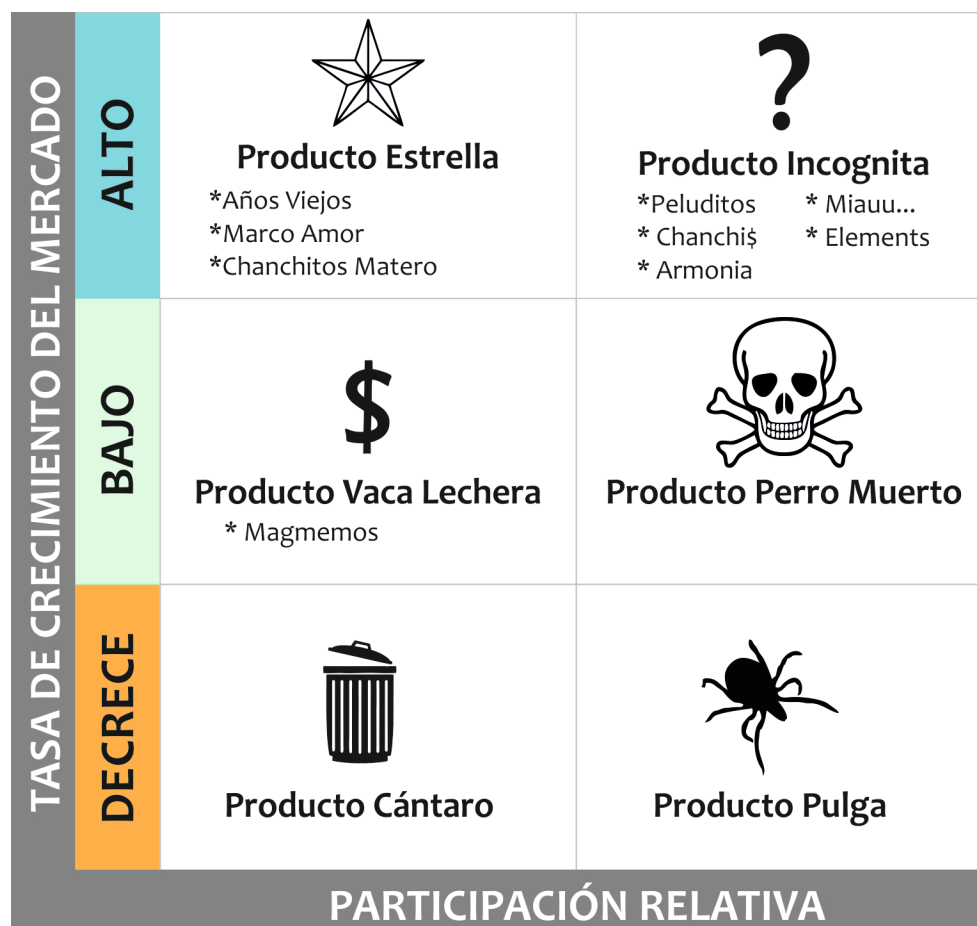 TASA DE CRECIMIENTO DEL MERCADO
ALTO
Producto Estrella
*Años Viejos
*Marco Amor
*Chanchitos Matero
?
Producto Incognita
*Peluditos
* Chanchi$
* Armonia
* Miauu...
* Elements
BAJO
$
Producto Vaca Lechera
* Magmemos
Producto Perro Muerto
DECRECE
Producto Cántaro
Producto Pulga
PARTICIPACIÓN RELATIVA